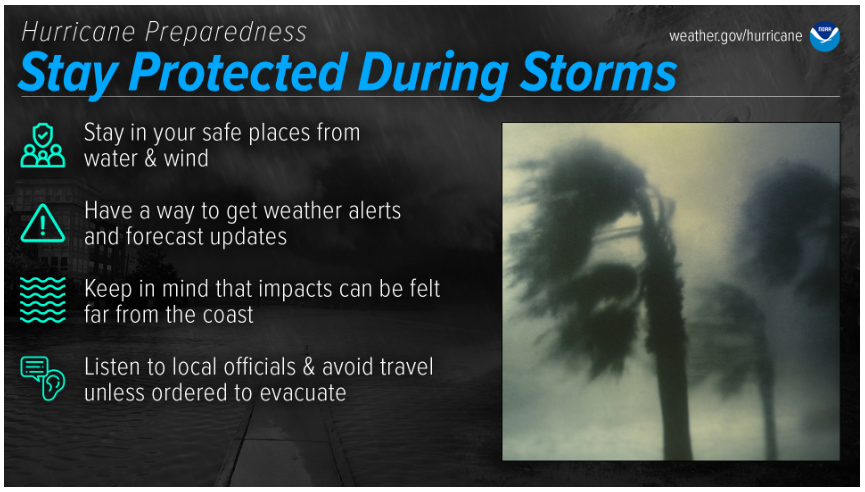 Hurricane Preparedness
Stay Protected During Storms
weather.gov/hurricane
NOAA
Stay in your safe places from
water & wind
Have a way to get weather alerts
and forecast updates
Keep in mind that impacts can be felt
far from the coast
Listen to local officials & avoid travel
unless ordered to evacuate